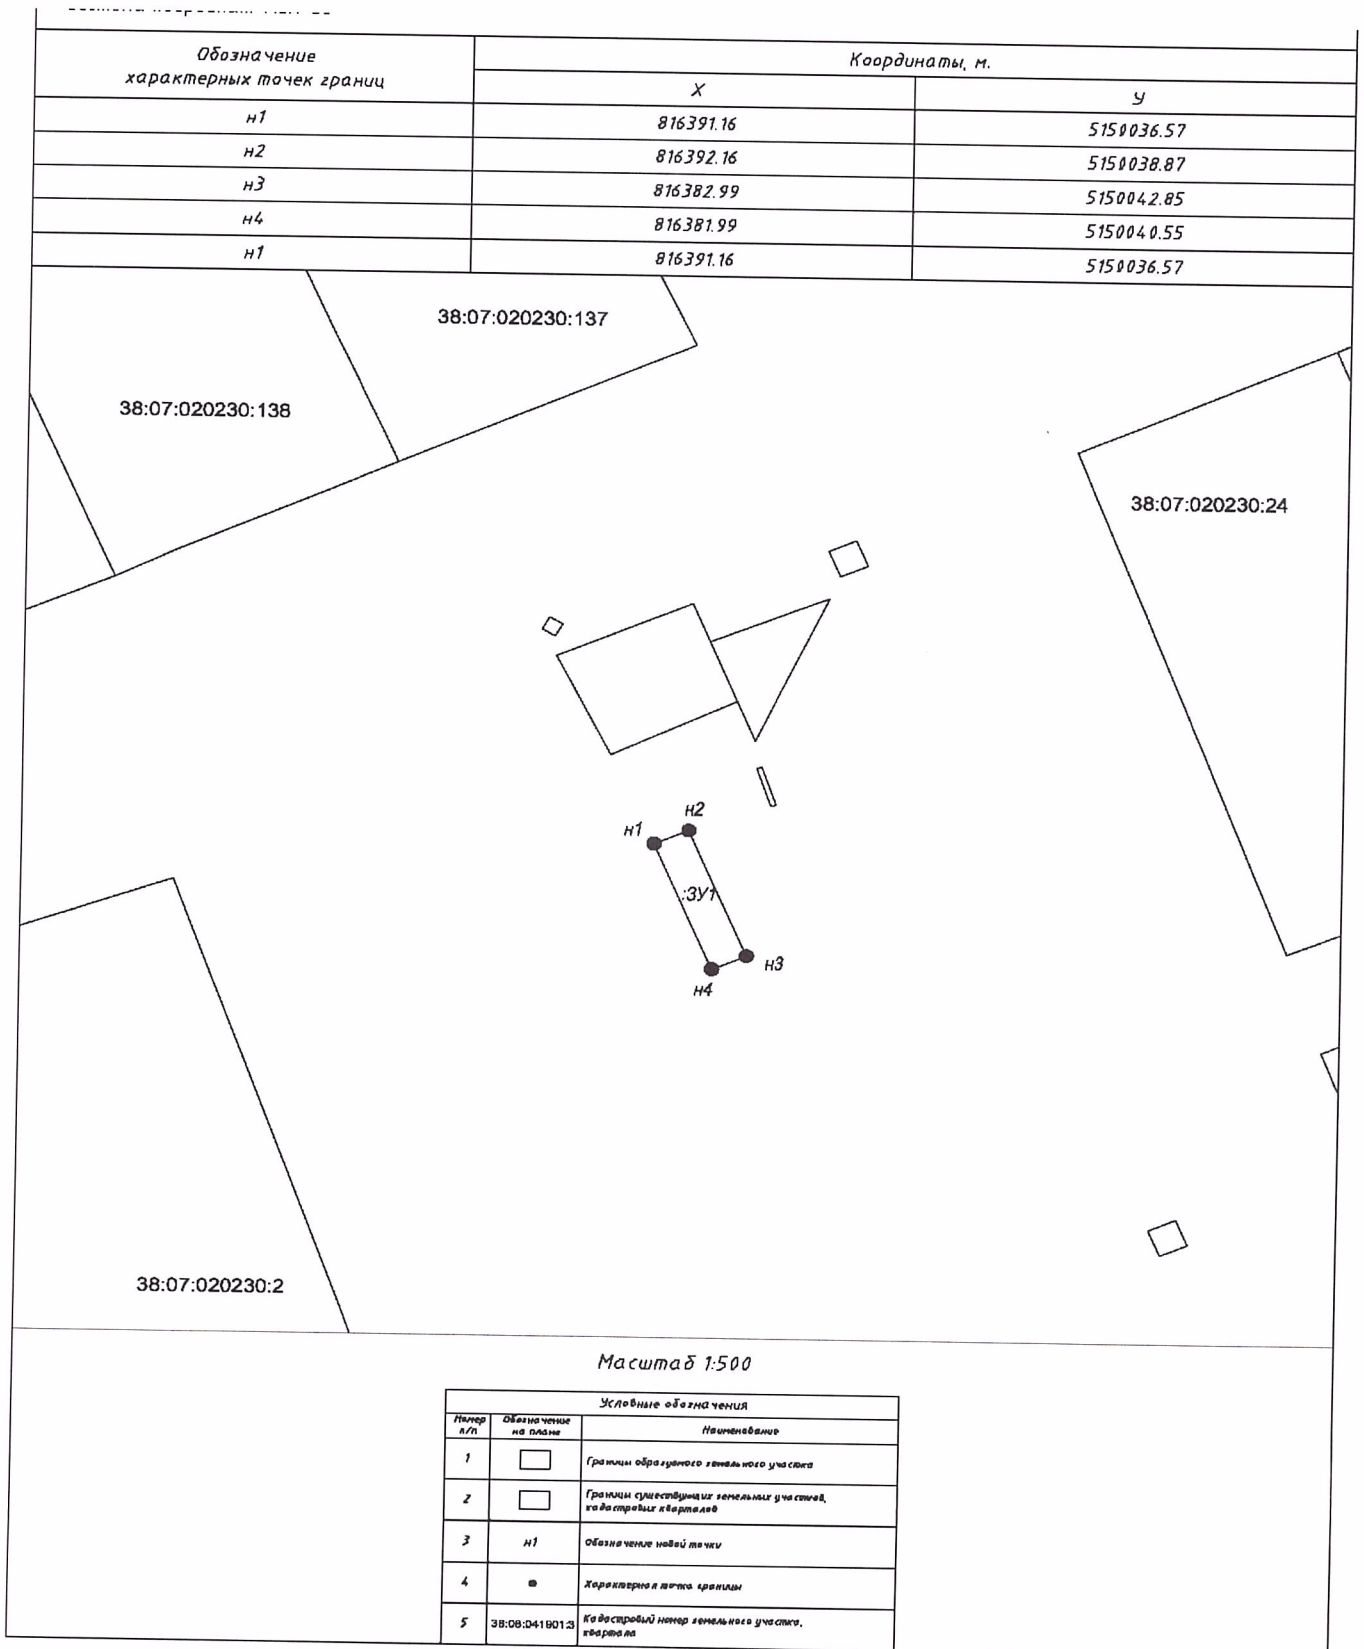 Обозначение
характерных точек границ
Координаты, м.
X
У
н1 816391.16 5150036.57
н2 816392.16 5150038.87
н3 816382.99 5150042.85
н4 816381.99 5150040.55
н1 816391.16 5150036.57
38:07:020230:137
38:07:020230:138
38:07:020230:24
н2
н1
:ЗУ1
н3
н4
38:07:020230:2
Масштаб 1:500
Условные обозначения
Номер
п/п
Обозначение
на плане
Наименование
1 Границы образуемого земельного участка
2 Границы существующих земельных участков,
кадастровых кварталов
3 н1 Обозначение новой точки
4 Характерная точка границы
5 38:06:041901:3 Кадастровый номер земельного участка,
квартала